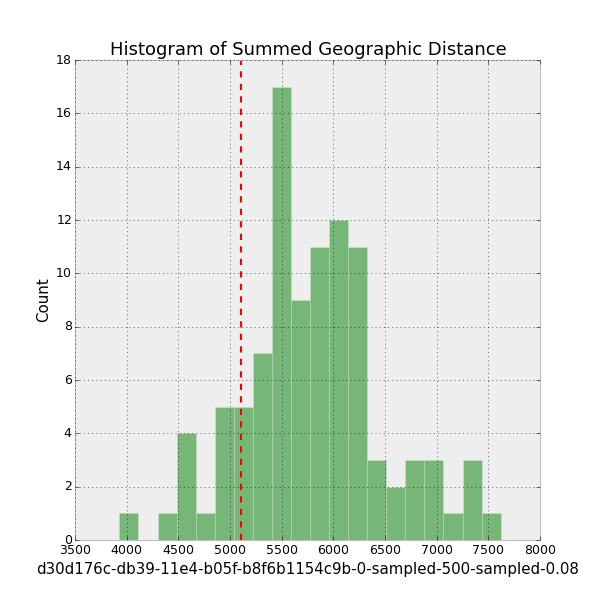 Histogram of Summed Geographic Distance
18
16
14
12
10
8
6
4
2
0
Count
3500 4000 4500 5000 5500 6000 6500 7000 7500 8000
d30d176c-db39-11e4-b05f-b8f6b1154c9b-0-sampled-500-sampled-0.08